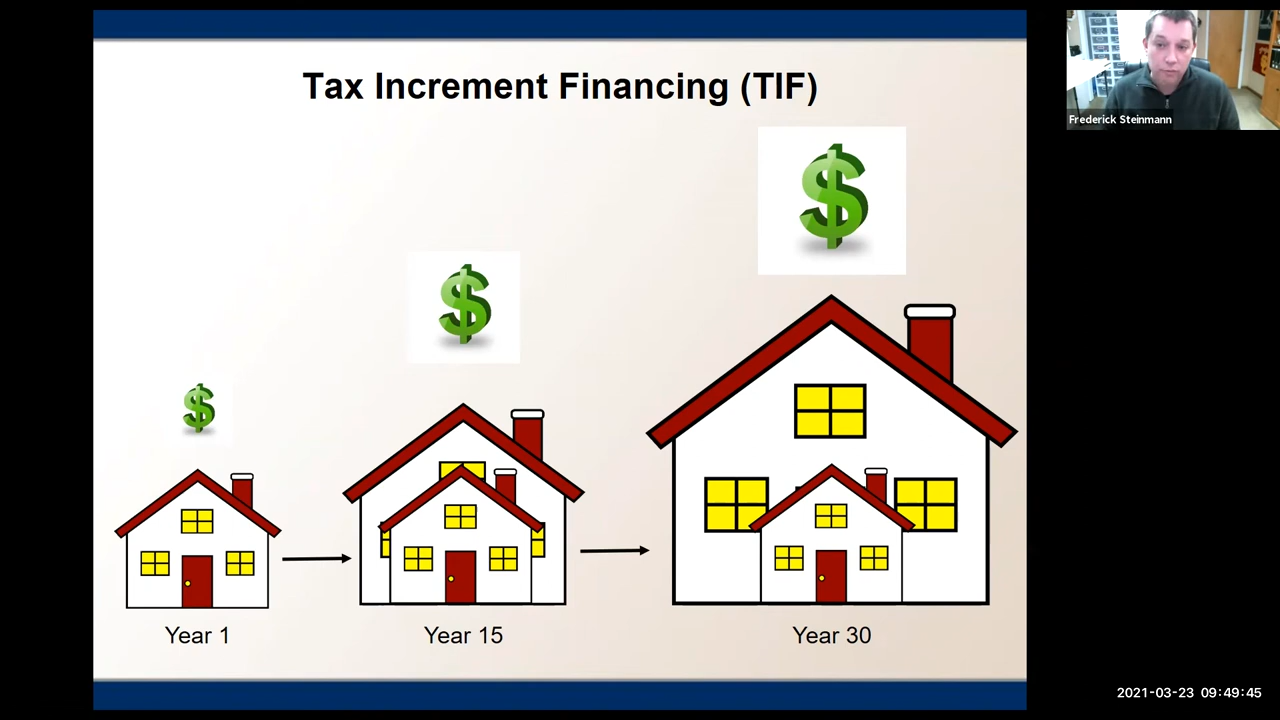 Tax Increment Financing (TIF)
Frederick Steinmann
$
$
$
Year 1
Year 15
Year 30
2021-03-23 09:49:45